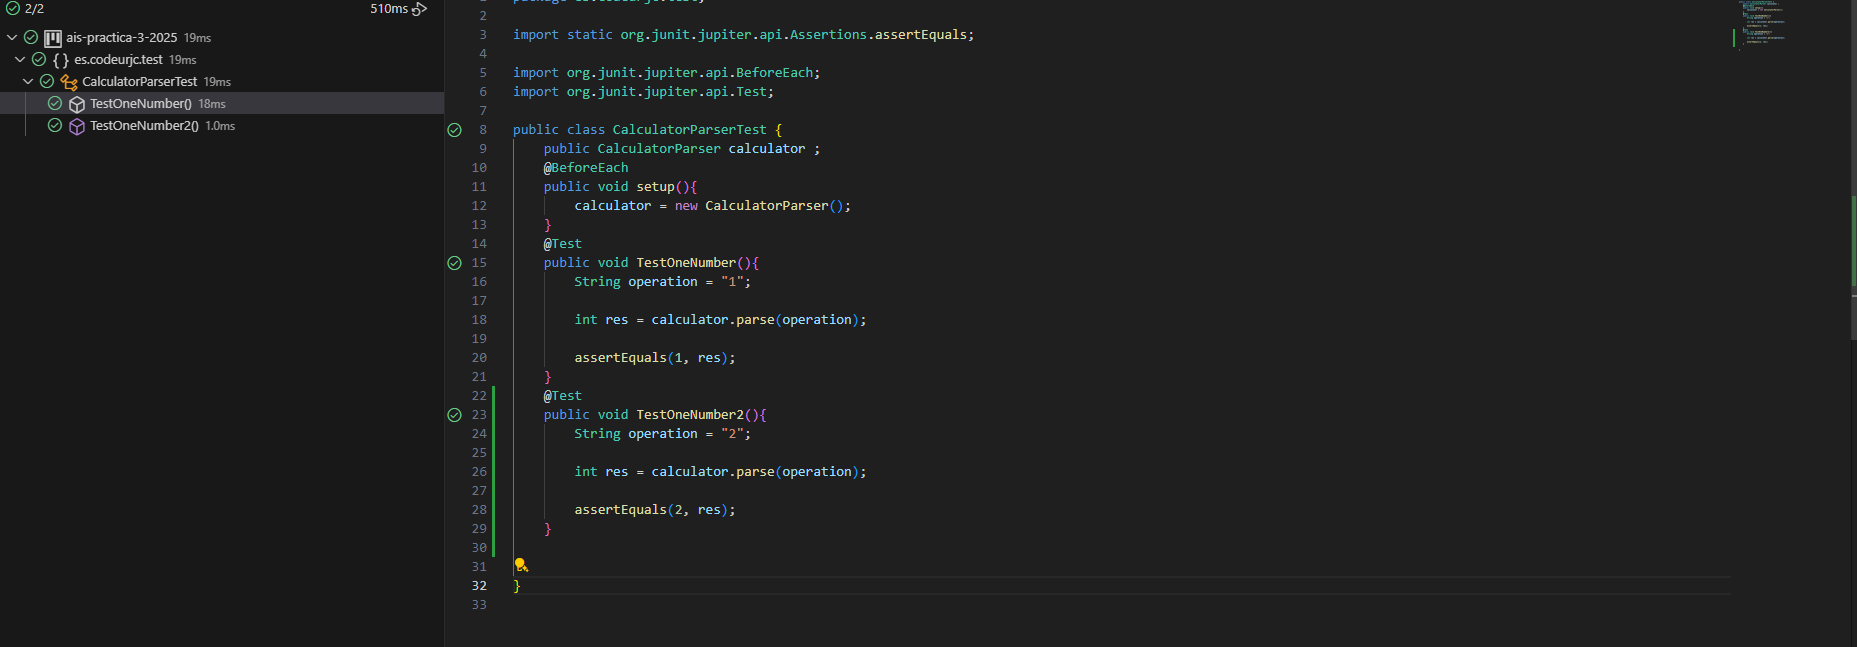 2/2 510ms
ais-practica-3-2025 19ms
{ } es.codeurjc.test 19ms
CalculatorParserTest 19ms
TestOneNumber() 18ms
TestOneNumber2() 1.0ms
2
3 import static org.junit.jupiter.api.Assertions.assertEquals;
4
5 import org.junit.jupiter.api.BeforeEach;
6 import org.junit.jupiter.api.Test;
7
8 public class CalculatorParserTest {
9 public CalculatorParser calculator ;
10 @BeforeEach
11 public void setup(){
12 calculator = new CalculatorParser();
13 }
14 @Test
15 public void TestOneNumber(){
16 String operation = "1";
17
18 int res = calculator.parse(operation);
19
20 assertEquals(1, res);
21 }
22 @Test
23 public void TestOneNumber2(){
24 String operation = "2";
25
26 int res = calculator.parse(operation);
27
28 assertEquals(2, res);
29 }
30
31
32 }
33